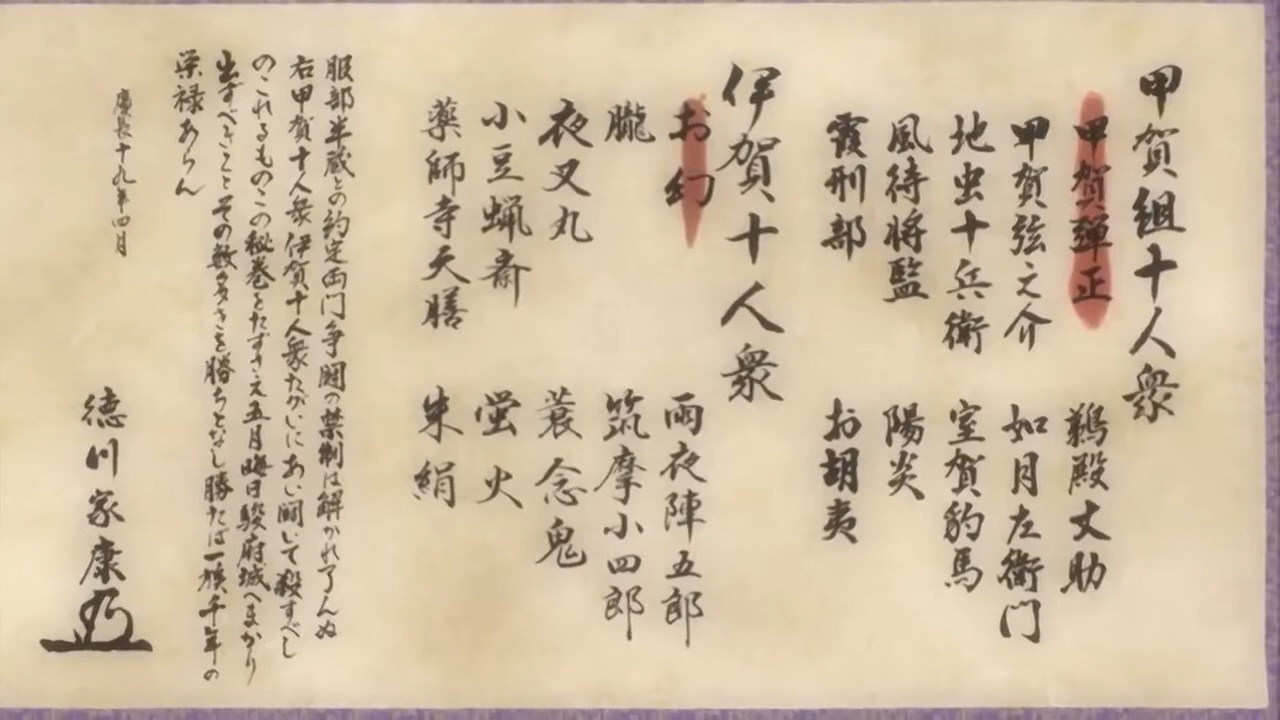 甲賀組十人衆
甲賀弾正
甲賀弦之介
地虫十兵衛
風待将監
霞刑部
鵜殿丈助
如月左衛門
室賀豹馬
陽炎
お胡夷
伊賀十人衆
お幻
朧
夜叉丸
小豆蝋斎
薬師寺天膳
雨夜陣五郎
筑摩小四郎
蓑念鬼
蛍火
朱絹
服部半蔵との約定両門争闘の禁制は解かれ了んぬ
右甲賀十人衆伊賀十人衆たがいにあい闘いて殺すべし
のこれるものこの秘巻をたずさえ五月晦日駿府城へまかり
出ずべきことその数多きを勝ちとなし勝たば一族千年の
栄禄あらん
慶長十九年四月
徳川家康